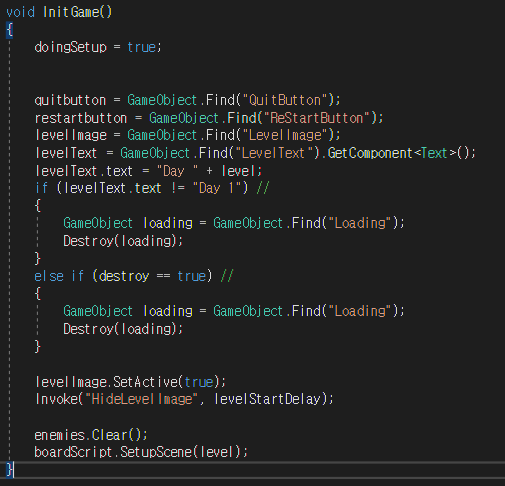 void InitGame()
{
doingSetup = true;
quitbutton = GameObject.Find("QuitButton");
restartbutton = GameObject.Find("ReStartButton");
levelImage = GameObject.Find("LevelImage");
levelText = GameObject.Find("LevelText").GetComponent<Text>();
levelText.text = "Day " + level;
if (levelText.text != "Day 1") //
{
GameObject loading = GameObject.Find("Loading");
Destroy(loading);
}
else if (destroy == true) //
{
GameObject loading = GameObject.Find("Loading");
Destroy(loading);
}
levelImage.SetActive(true);
Invoke("HideLevelImage", levelStartDelay);
enemies.Clear();
boardScript.SetupScene(level);
}